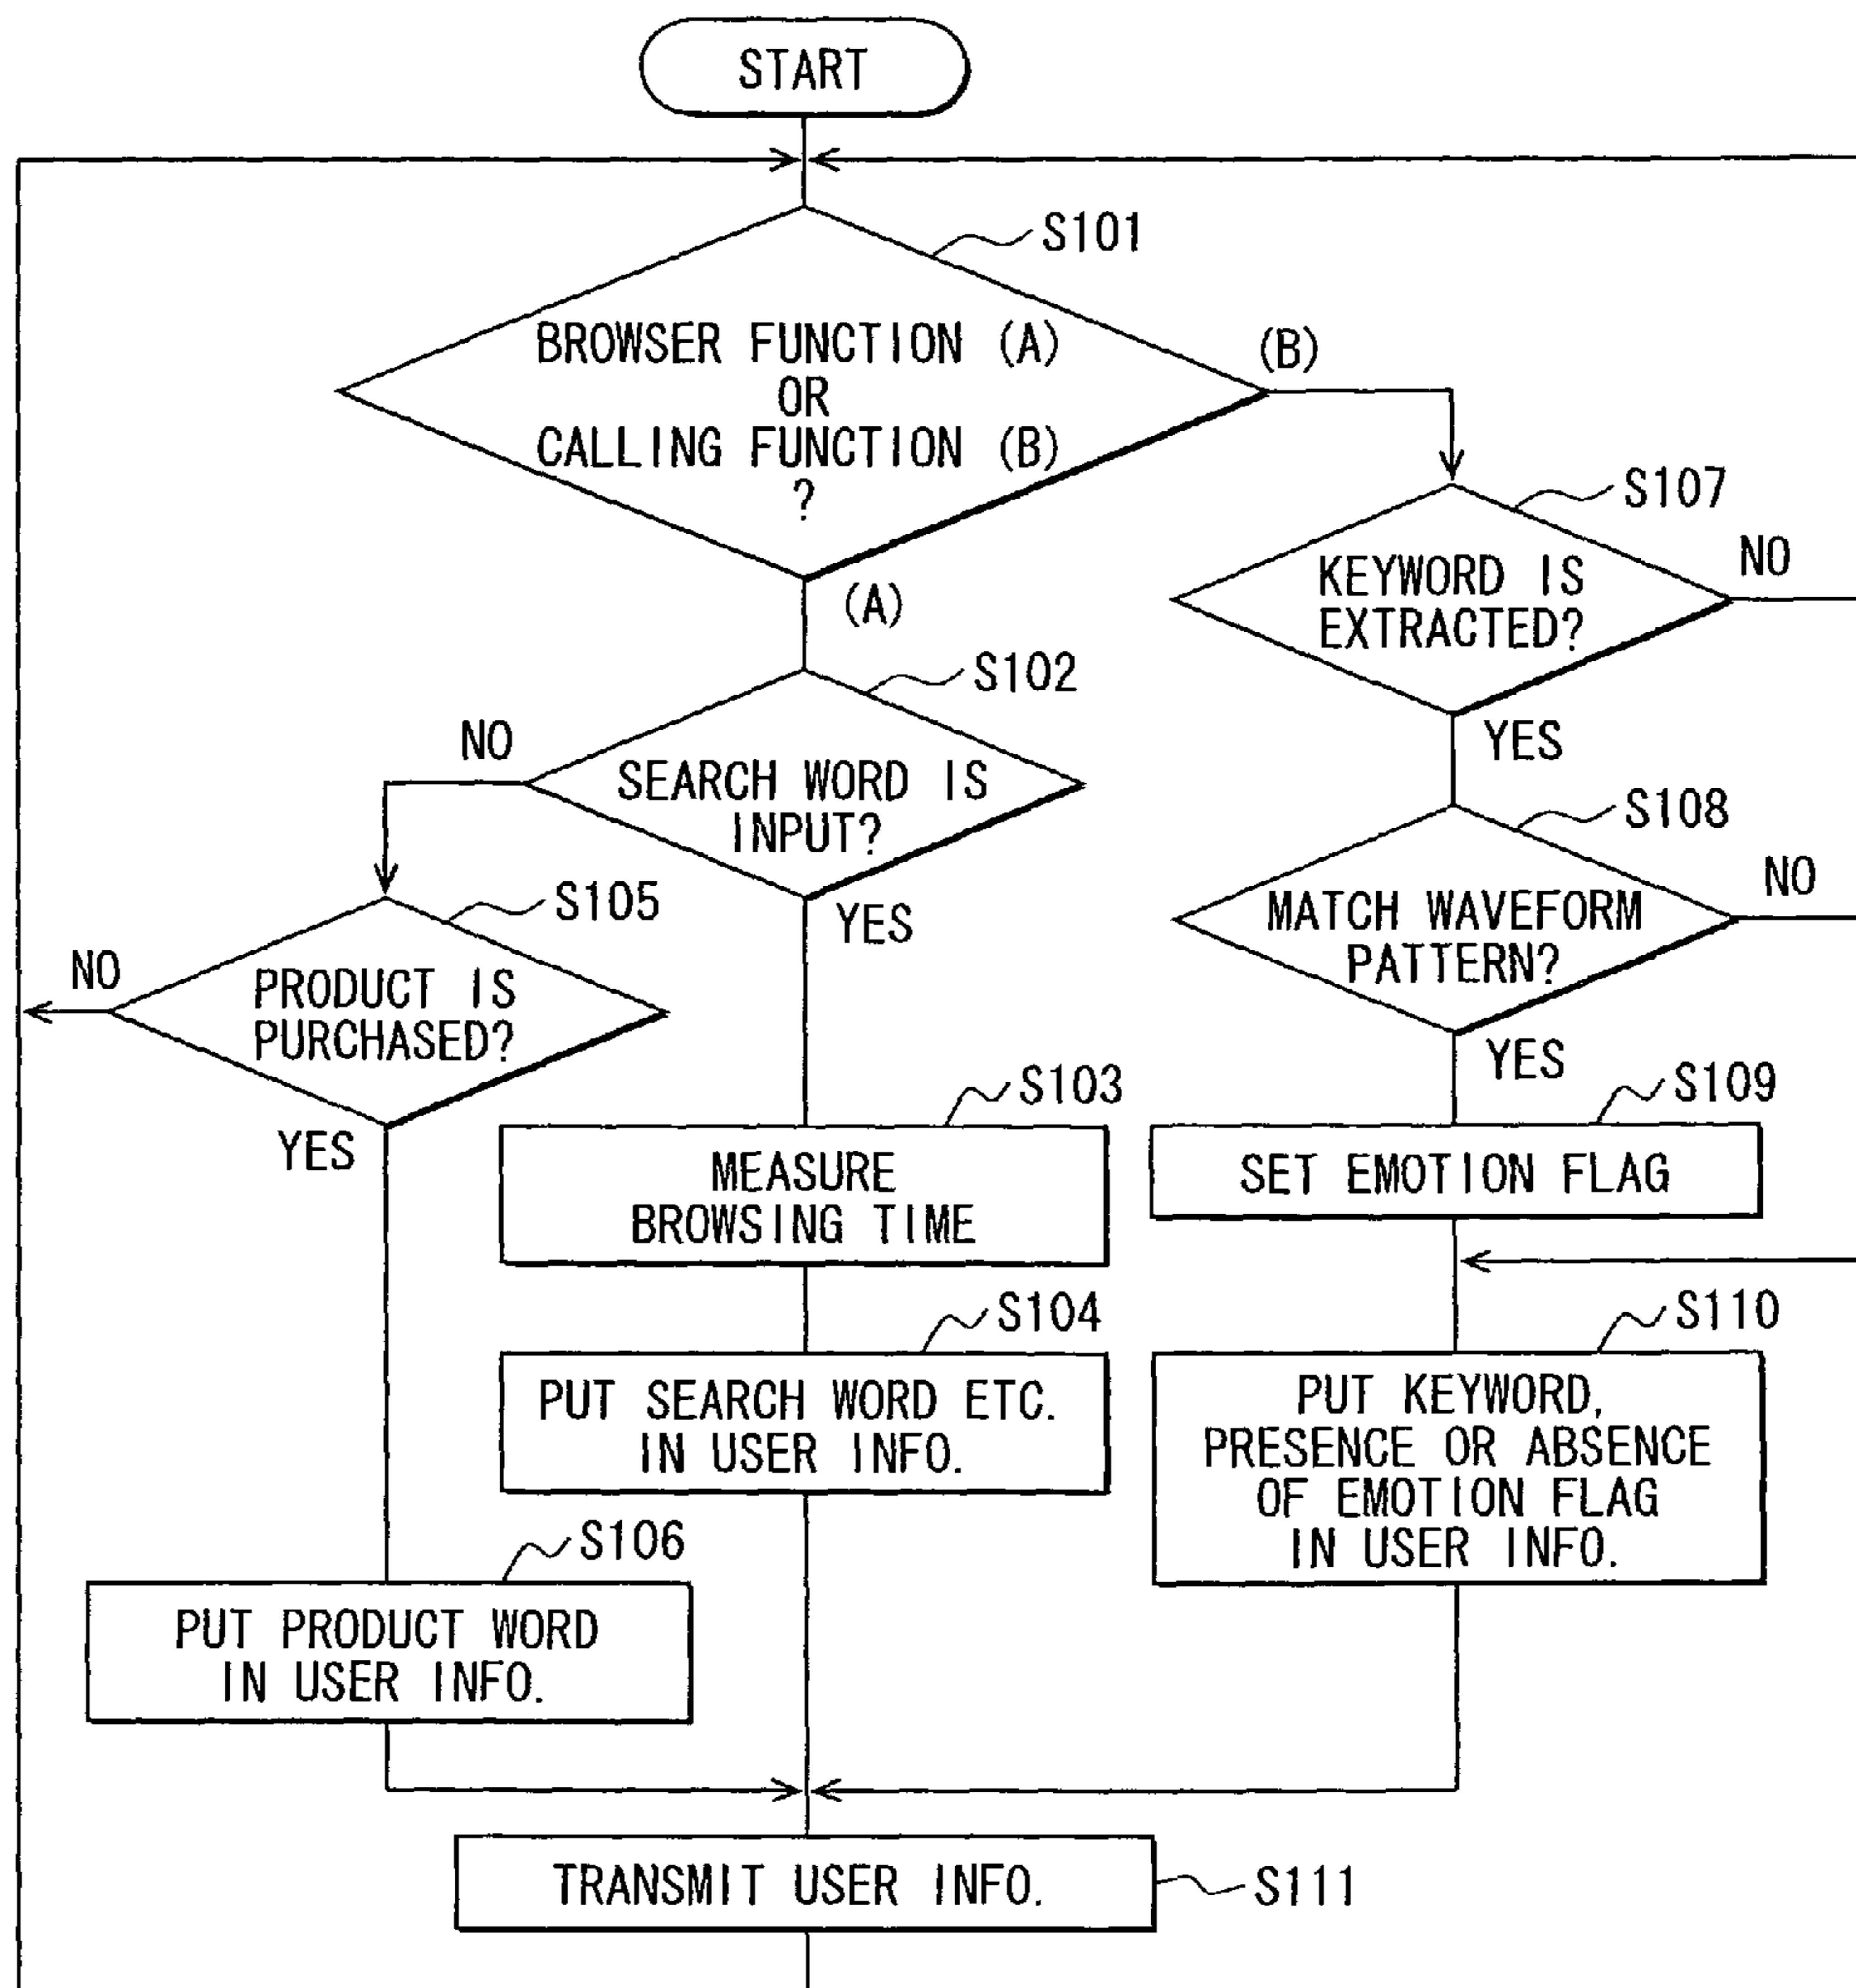 START
S101
BROWSER FUNCTION (A)
OR
CALLING FUNCTION (B)
?
(B)
(A)
S107
KEYWORD IS
EXTRACTED?
NO
YES
S102
NO
SEARCH WORD IS
INPUT?
YES
S108
MATCH WAVEFORM
PATTERN?
NO
YES
S105
NO
PRODUCT IS
PURCHASED?
YES
S103
MEASURE
BROWSING TIME
S109
SET EMOTION FLAG
S104
PUT SEARCH WORD ETC.
IN USER INFO.
S110
PUT KEYWORD,
PRESENCE OR ABSENCE
OF EMOTION FLAG
IN USER INFO.
S106
PUT PRODUCT WORD
IN USER INFO.
TRANSMIT USER INFO.
S111